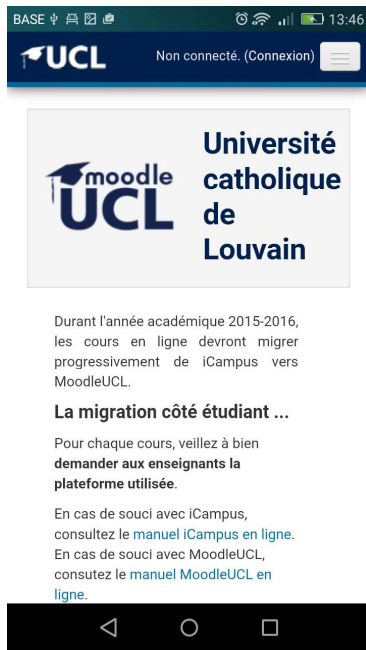 BASE 13:46
UCL Non connecté. (Connexion)
moodle
UCL
Université
catholique
de
Louvain
Durant l'année académique 2015-2016,
les cours en ligne devront migrer
progressivement de iCampus vers
MoodleUCL.
La migration côté étudiant ...
Pour chaque cours, veillez à bien
demander aux enseignants la
plateforme utilisée.
En cas de souci avec iCampus,
consultez le manuel iCampus en ligne.
En cas de souci avec MoodleUCL,
consutez le manuel MoodleUCL en
ligne.